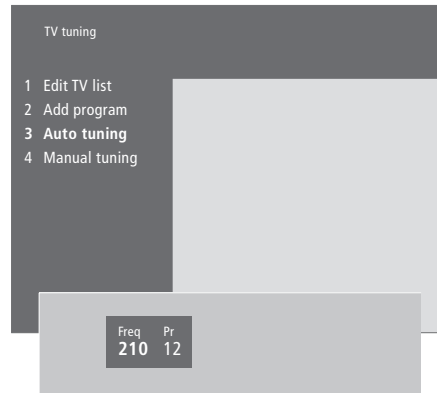 TV tuning
1 Edit TV list
2 Add program
3 Auto tuning
4 Manual tuning
Freq Pr
210 12